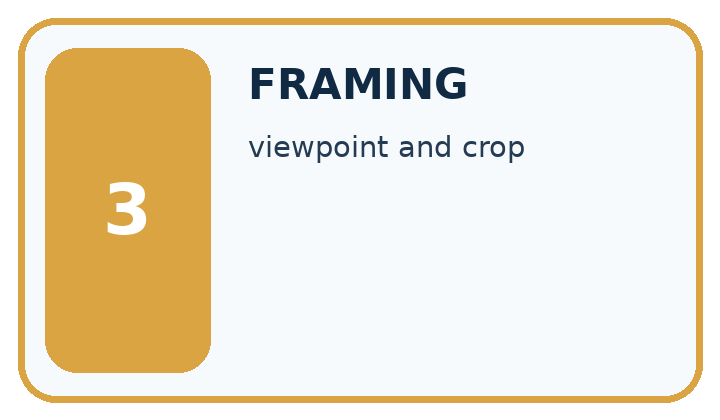 3
FRAMING
viewpoint and crop